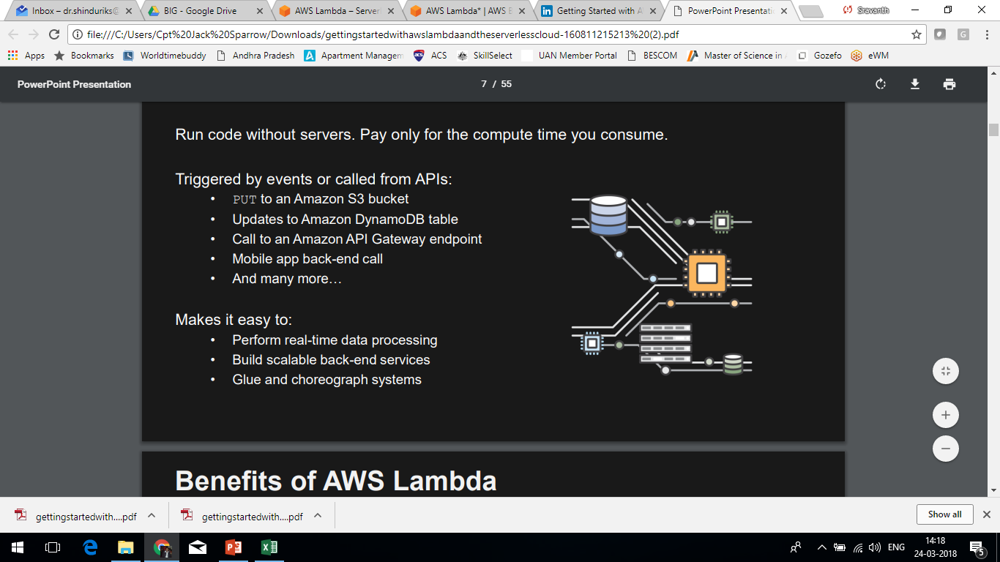 Inbox – dr.shinduriks@
BIG - Google Drive
AWS Lambda – Server
AWS Lambda* | AWS E
Getting Started with A
PowerPoint Presentati
Sravanth
file:///C:/Users/Cpt%20Jack%20Sparrow/Downloads/gettingstartedwithawslambdaandtheserverlesscloud-160811215213%20(2).pdf
Apps
Bookmarks
Worldtimebuddy
Andhra Pradesh
Apartment Managem
ACS
SkillSelect
UAN Member Portal
BESCOM
Master of Science in
Gozefo
eWM
PowerPoint Presentation
7 / 55
Run code without servers. Pay only for the compute time you consume.
Triggered by events or called from APIs:
• PUT to an Amazon S3 bucket
• Updates to Amazon DynamoDB table
• Call to an Amazon API Gateway endpoint
• Mobile app back-end call
• And many more…
Makes it easy to:
• Perform real-time data processing
• Build scalable back-end services
• Glue and choreograph systems
Benefits of AWS Lambda
gettingstartedwith....pdf
gettingstartedwith....pdf
Show all
ENG
14:18
24-03-2018
5